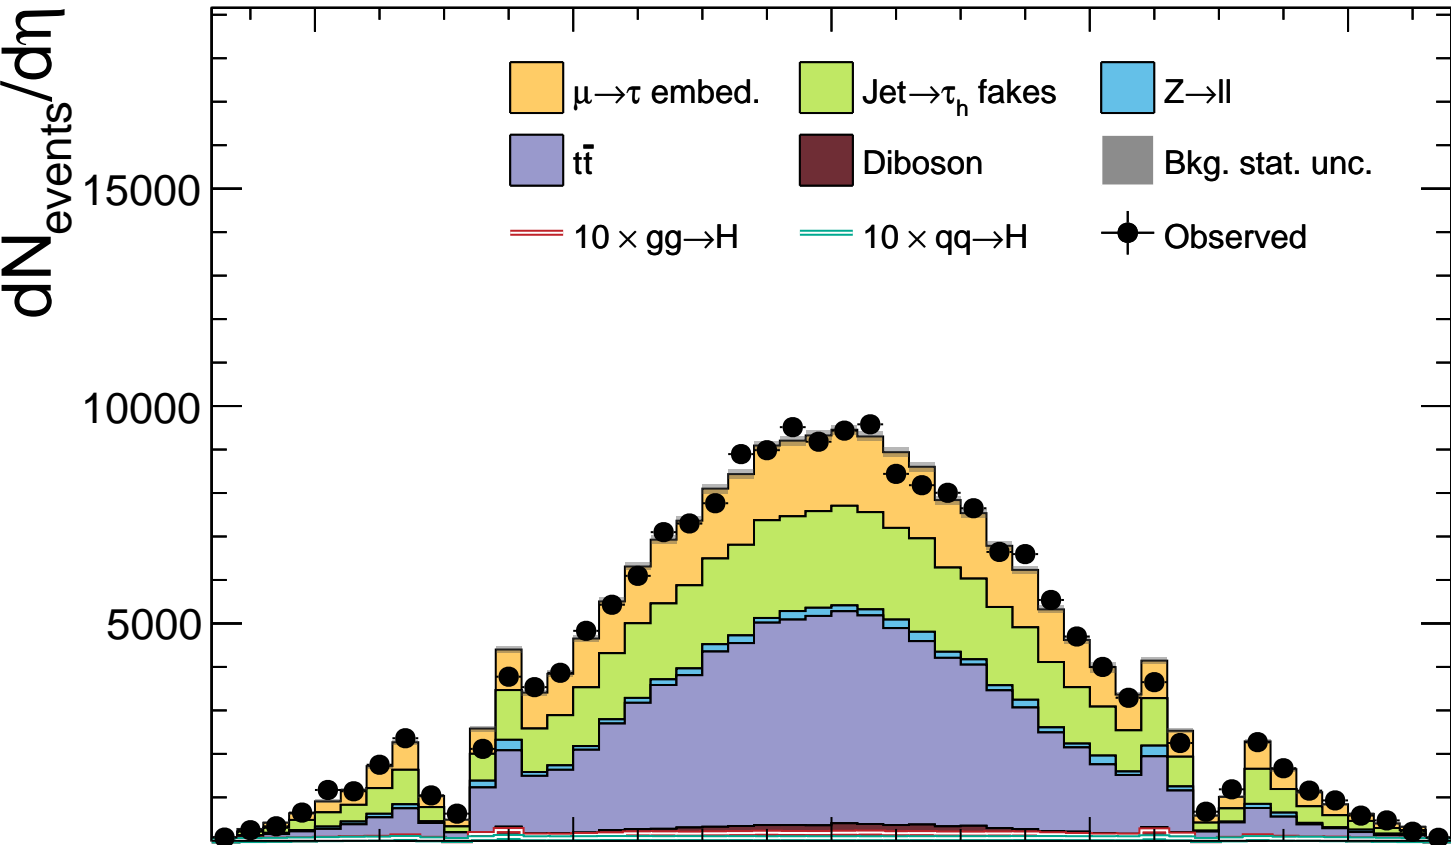 dN_events/dη
μ→τ embed.
Jet→τ_h fakes
Z→ll
tt̄
Diboson
Bkg. stat. unc.
10 × gg→H
10 × qq→H
Observed
15000
10000
5000